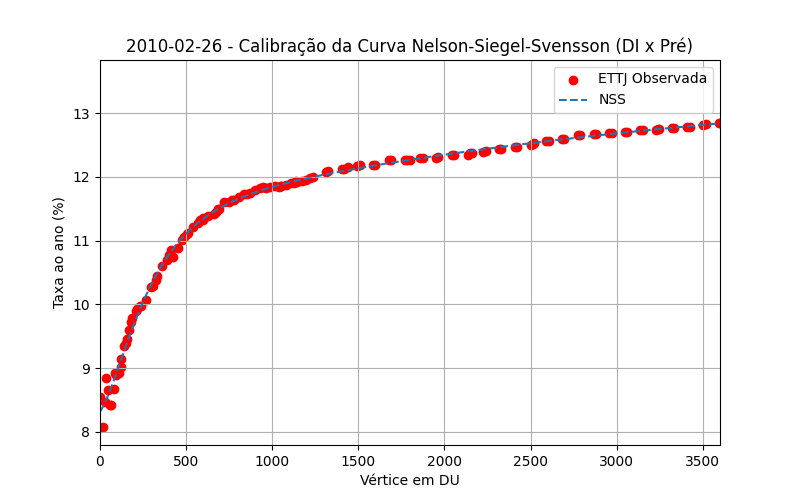 2010-02-26 - Calibração da Curva Nelson-Siegel-Svensson (DI x Pré)
ETTJ Observada
NSS
Taxa ao ano (%)
13
12
11
10
9
8
0 500 1000 1500 2000 2500 3000 3500
Vértice em DU